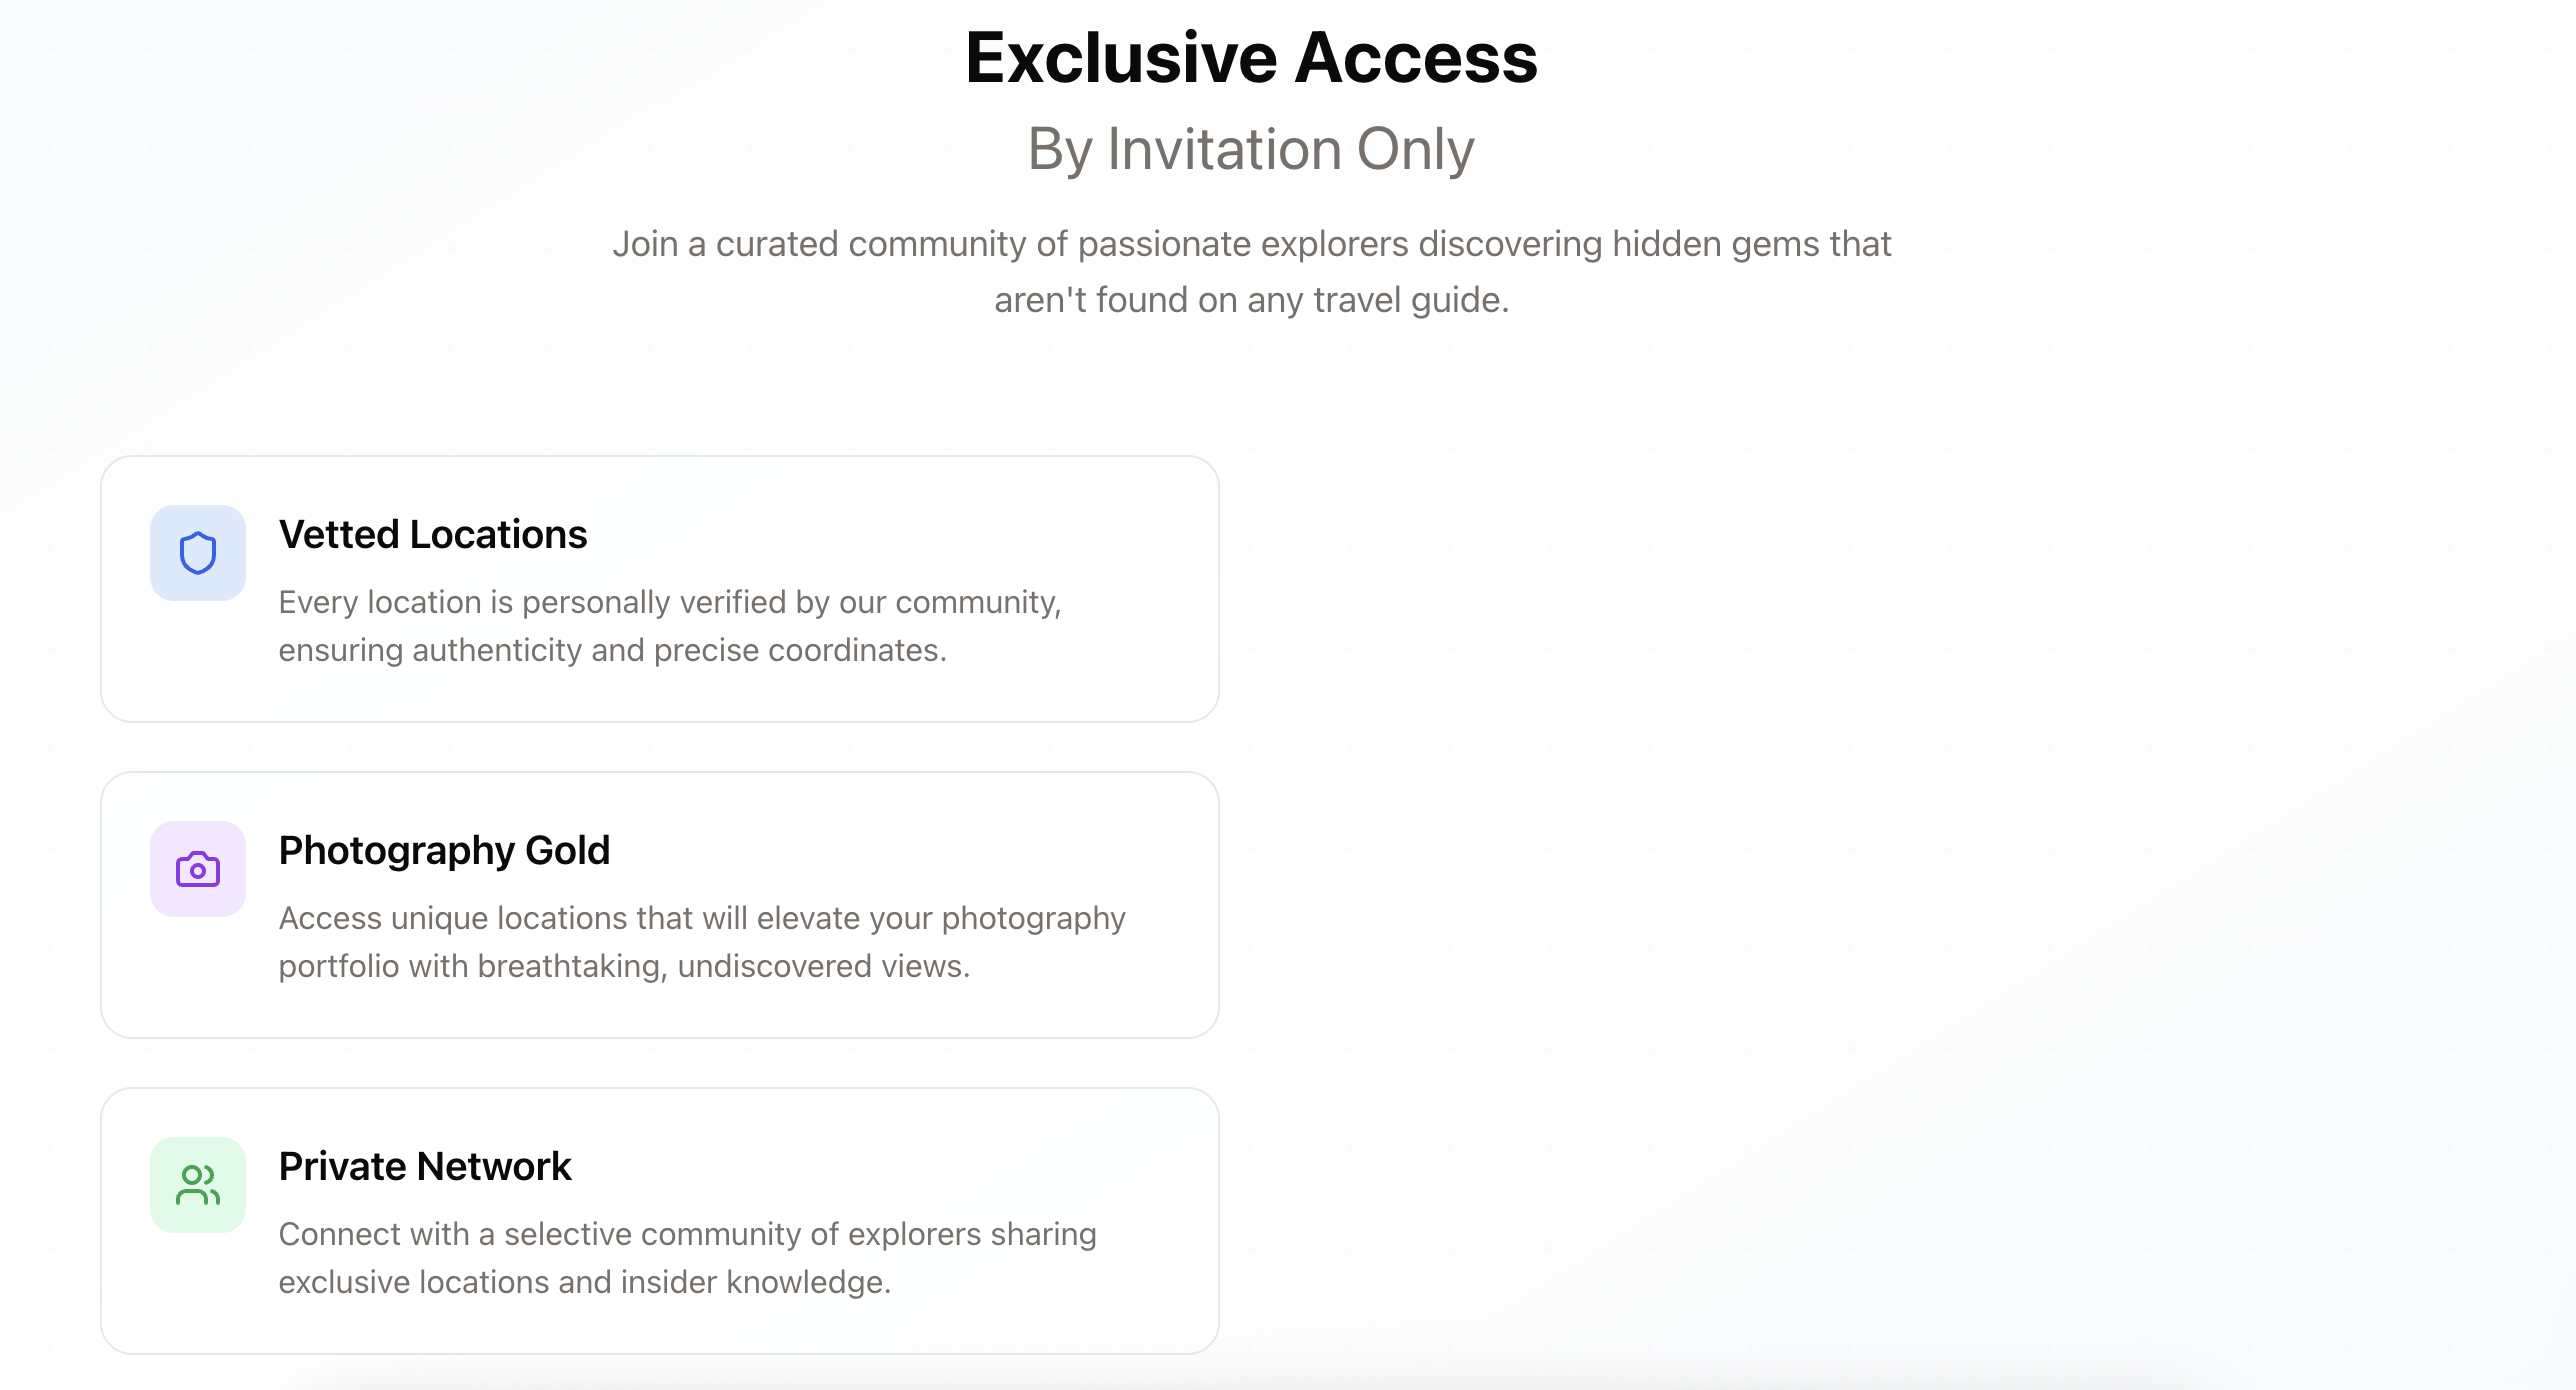 Exclusive Access
By Invitation Only
Join a curated community of passionate explorers discovering hidden gems that
aren't found on any travel guide.
Vetted Locations
Every location is personally verified by our community,
ensuring authenticity and precise coordinates.
Photography Gold
Access unique locations that will elevate your photography
portfolio with breathtaking, undiscovered views.
Private Network
Connect with a selective community of explorers sharing
exclusive locations and insider knowledge.